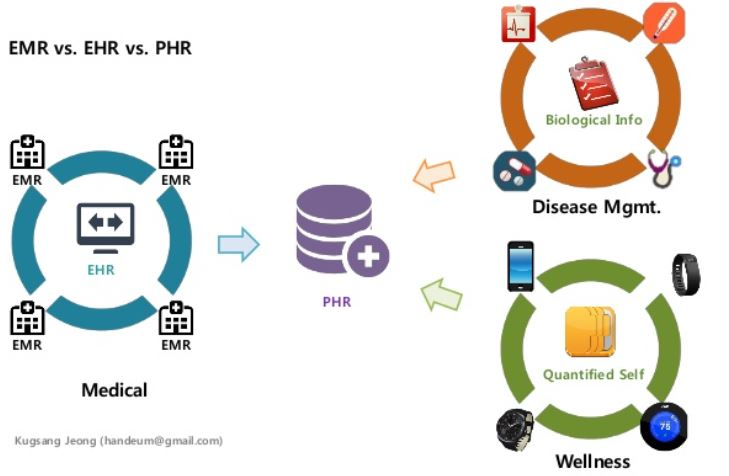 EMR vs. EHR vs. PHR
EMR
EMR
EHR
EMR
EMR
Medical
PHR
Biological Info
Disease Mgmt.
Quantified Self
75
Wellness
Kugsang Jeong (handeum@gmail.com)